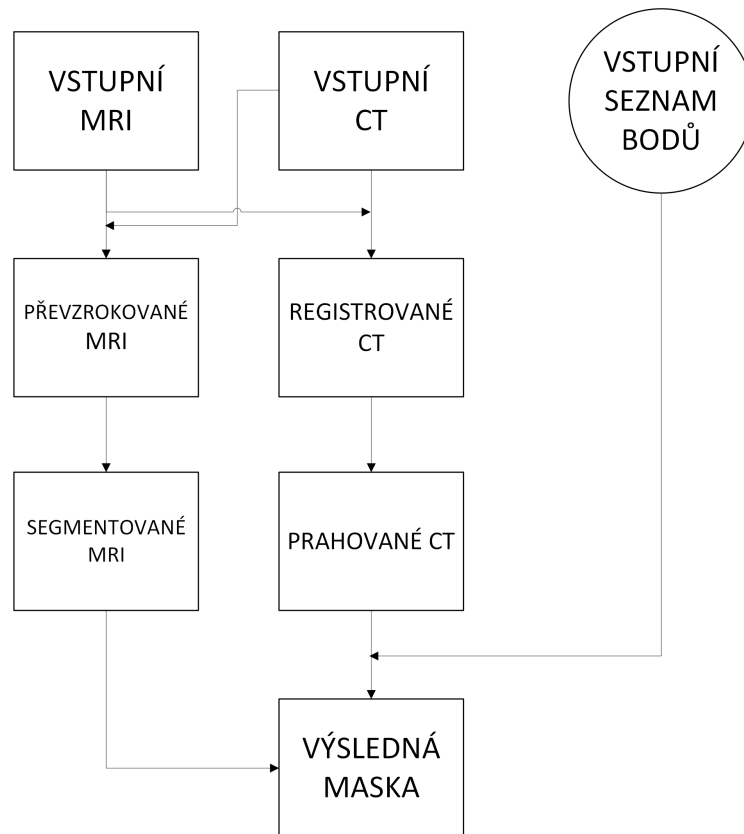 VSTUPNÍ
MRI
VSTUPNÍ
CT
VSTUPNÍ
SEZNAM
BODŮ
PŘEVZROKOVANÉ
MRI
REGISTROVANÉ
CT
SEGMENTOVANÉ
MRI
PRAHOVANÉ CT
VÝSLEDNÁ
MASKA